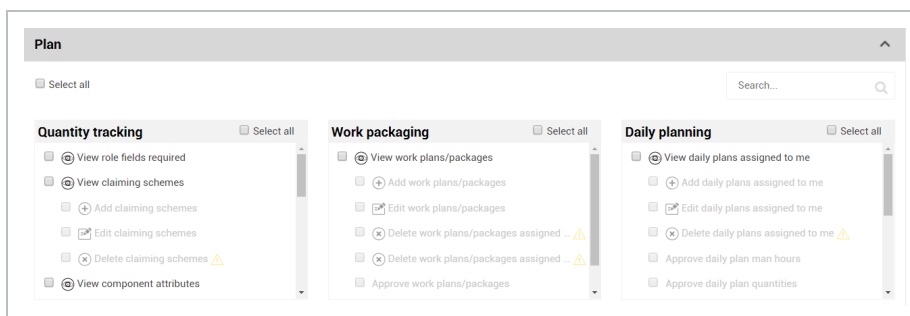 Plan
Select all
Search...
Quantity tracking
Select all
View role fields required
View claiming schemes
Add claiming schemes
Edit claiming schemes
Delete claiming schemes
View component attributes
Work packaging
Select all
View work plans/packages
Add work plans/packages
Edit work plans/packages
Delete work plans/packages assigned ...
Delete work plans/packages assigned ...
Approve work plans/packages
Daily planning
Select all
View daily plans assigned to me
Add daily plans assigned to me
Edit daily plans assigned to me
Delete daily plans assigned to me
Approve daily plan man hours
Approve daily plan quantities